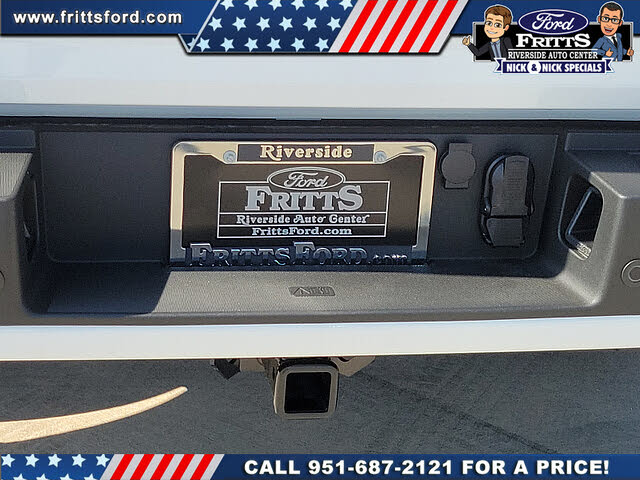 www.frittsford.com
Ford
FRITTS
RIVERSIDE AUTO CENTER
NICK & NICK SPECIALS
Riverside
Ford
FRITTS
Riverside Auto Center
FrittsFord.com
FRITTSFORD.com
CALL 951-687-2121 FOR A PRICE!